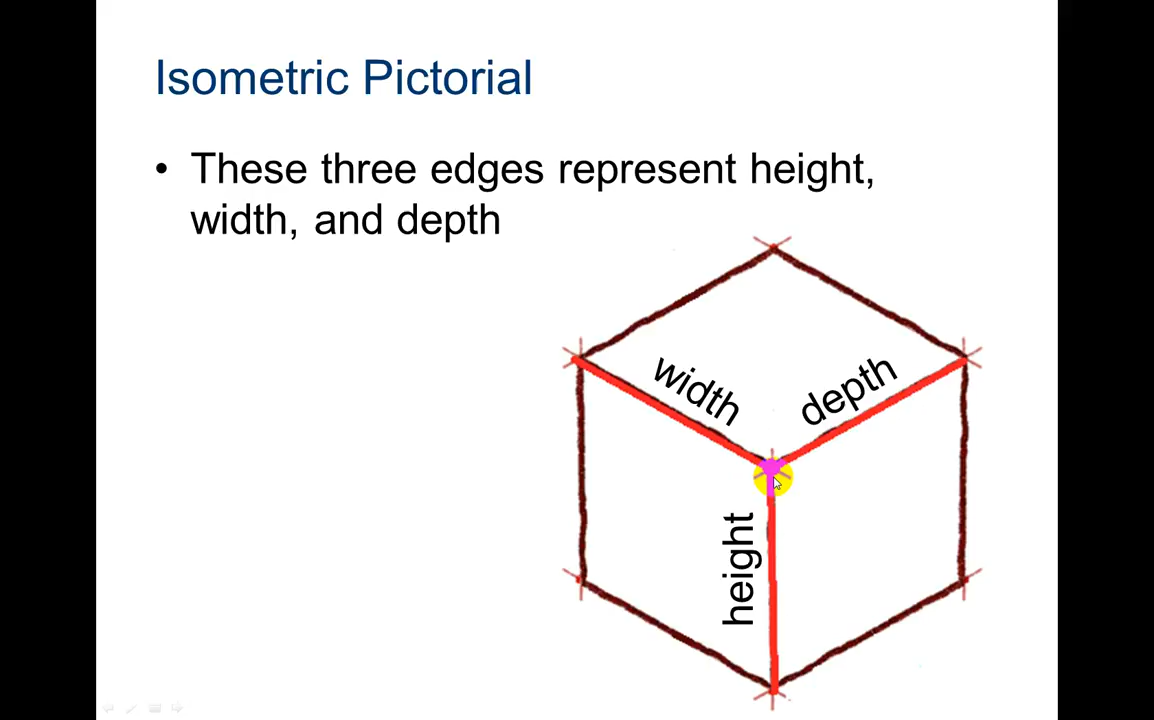 Isometric Pictorial
• These three edges represent height,
width, and depth
width
depth
height